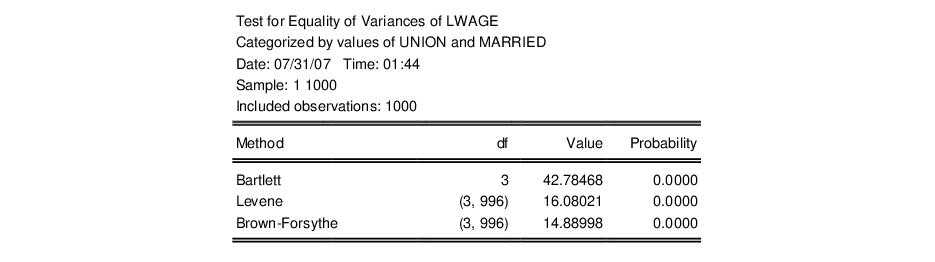 Test for Equality of Variances of LWAGE
Categorized by values of UNION and MARRIED
Date: 07/31/07 Time: 01:44
Sample: 1 1000
Included observations: 1000
Method df Value Probability
Bartlett 3 42.78468 0.0000
Levene (3, 996) 16.08021 0.0000
Brown-Forsythe (3, 996) 14.88998 0.0000